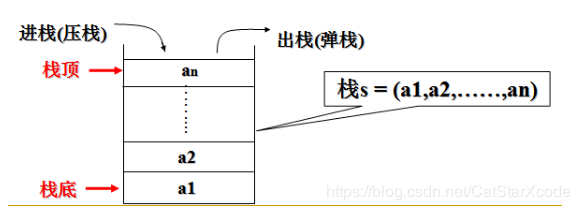 进栈(压栈)
出栈(弹栈)
栈顶
an
栈s = (a1,a2,……,an)
a2
栈底
a1
https://blog.csdn.net/CatStarXcode